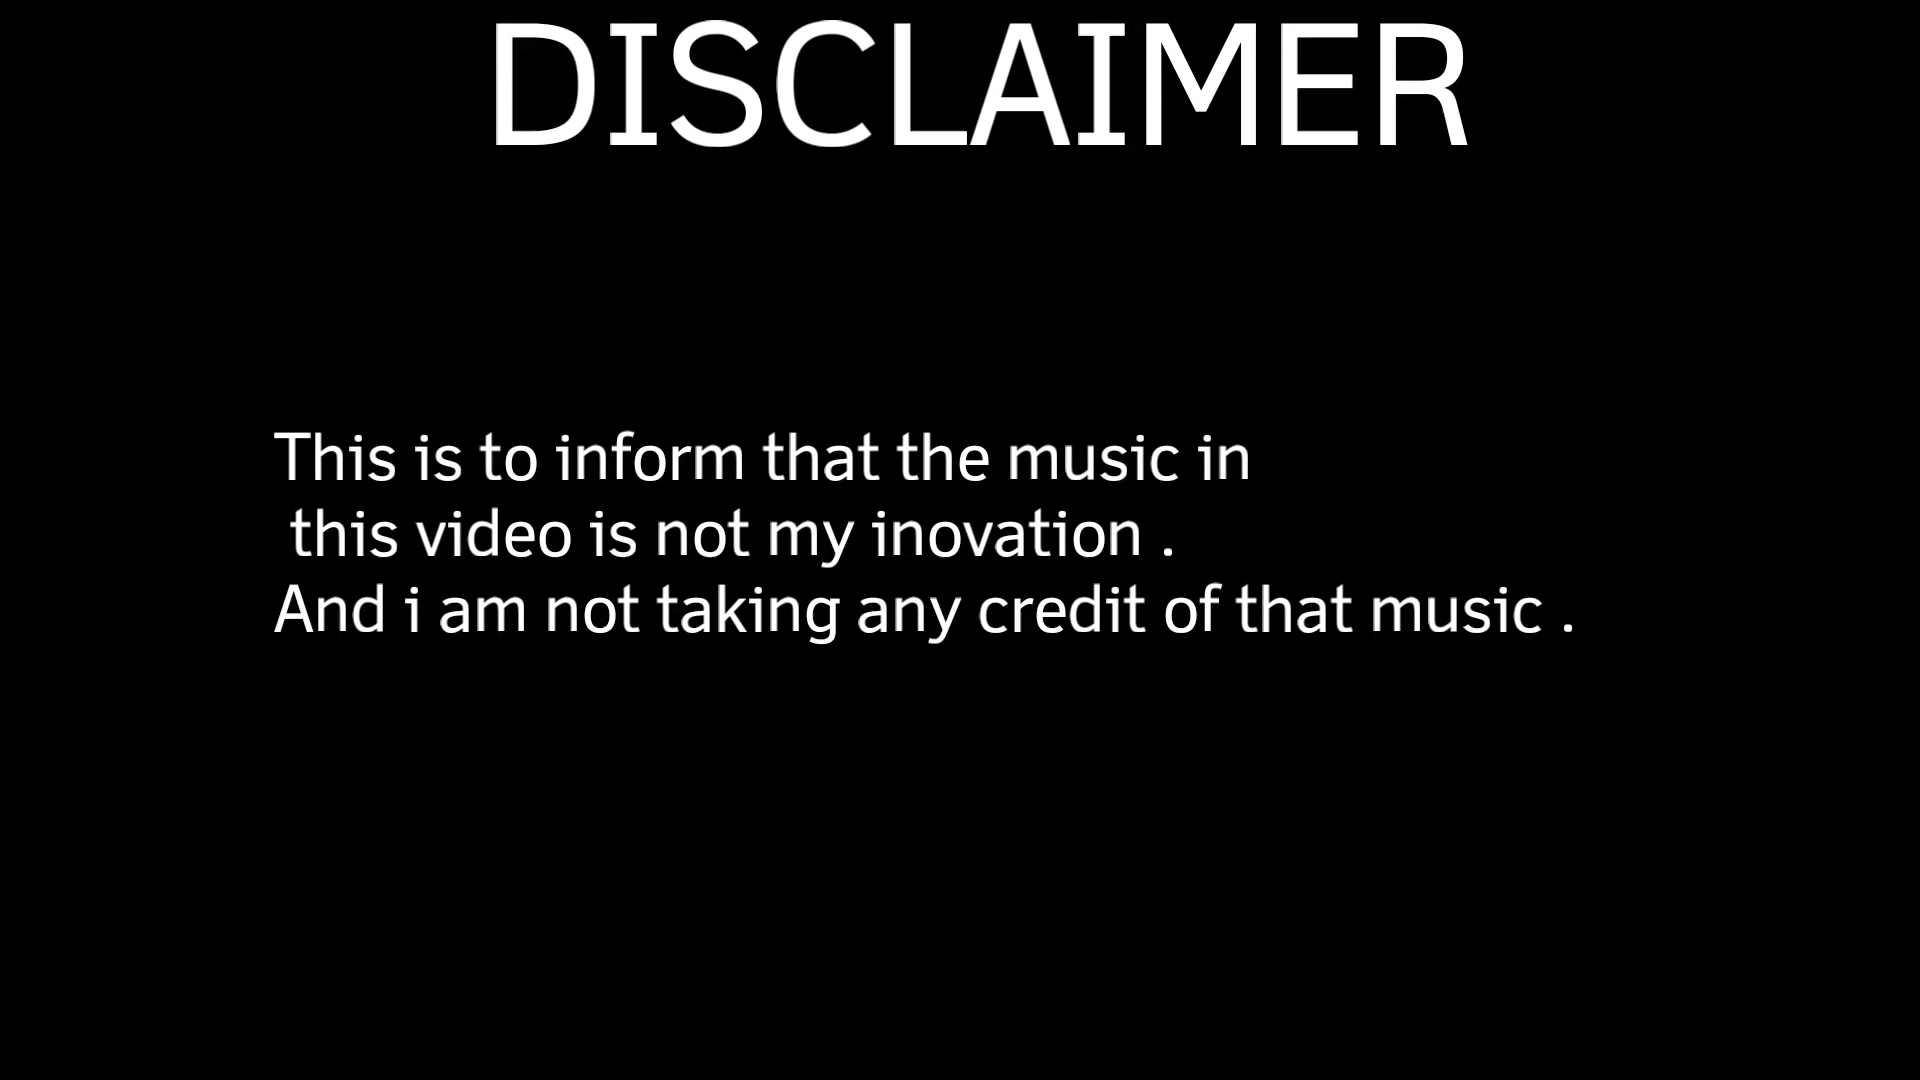 DISCLAIMER
This is to inform that the music in
this video is not my inovation .
And i am not taking any credit of that music .